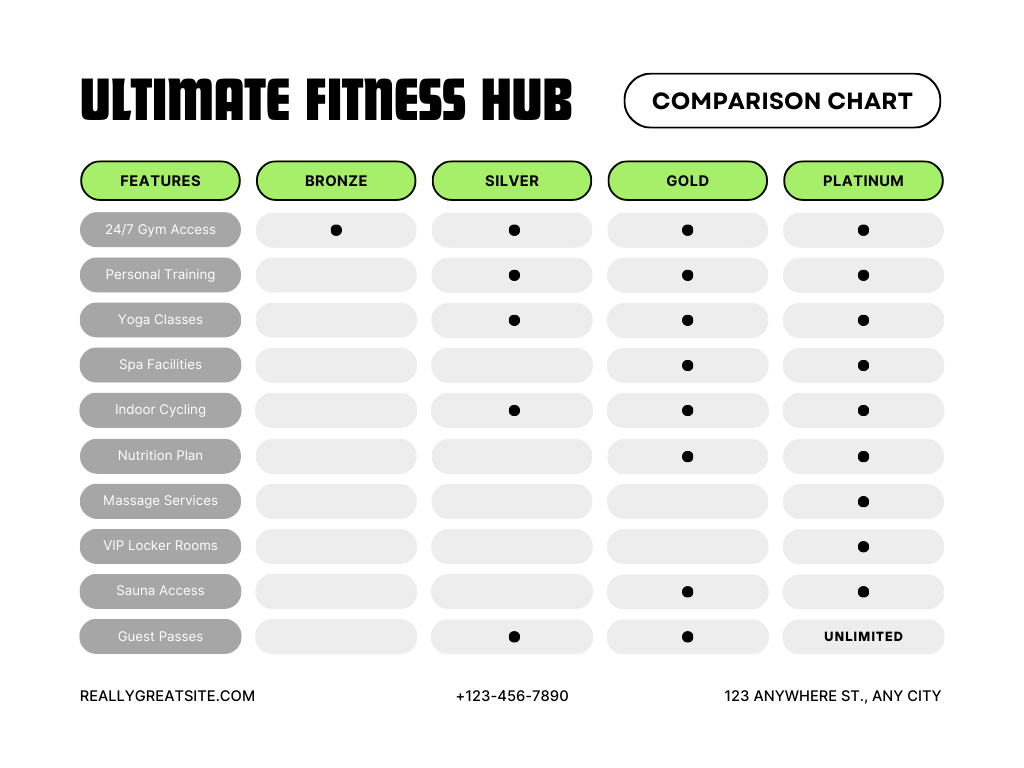 ULTIMATE FITNESS HUB
COMPARISON CHART
FEATURES BRONZE SILVER GOLD PLATINUM
24/7 Gym Access ● ● ● ●
Personal Training ● ● ●
Yoga Classes ● ● ●
Spa Facilities ● ●
Indoor Cycling ● ● ●
Nutrition Plan ● ●
Massage Services ●
VIP Locker Rooms ●
Sauna Access ● ●
Guest Passes ● ● UNLIMITED
REALLYGREATSITE.COM +123-456-7890 123 ANYWHERE ST., ANY CITY